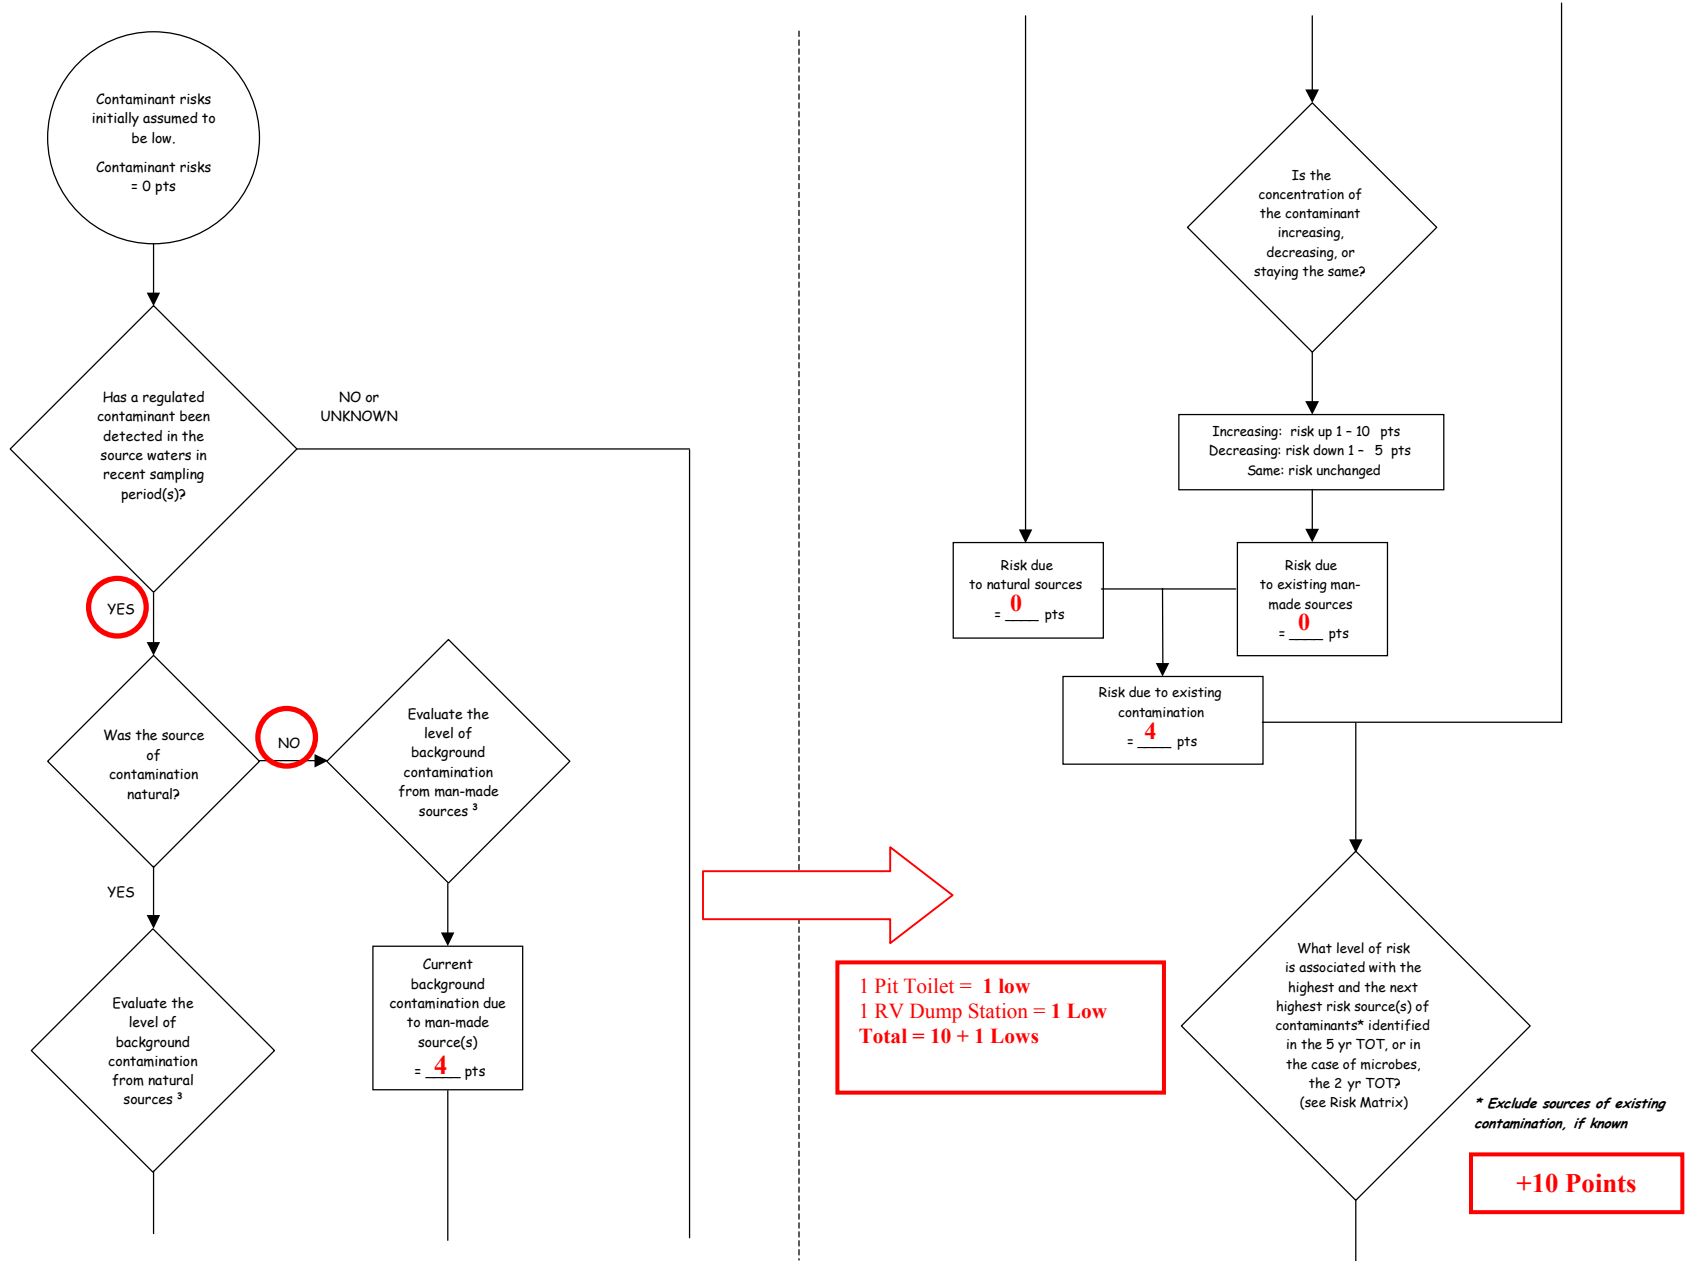 Contaminant risks
initially assumed to
be low.
Contaminant risks
= 0 pts
Has a regulated
contaminant been
detected in the
source waters in
recent sampling
period(s)?
NO or
UNKNOWN
YES
Was the source
of
contamination
natural?
NO
Evaluate the
level of
background
contamination
from man-made
sources ³
YES
Evaluate the
level of
background
contamination
from natural
sources ³
Current
background
contamination due
to man-made
source(s)
= 4 pts
Is the
concentration of
the contaminant
increasing,
decreasing, or
staying the same?
Increasing: risk up 1 – 10 pts
Decreasing: risk down 1 – 5 pts
Same: risk unchanged
Risk due
to natural sources
= 0 pts
Risk due
to existing man-
made sources
= 0 pts
Risk due to existing
contamination
= 4 pts
1 Pit Toilet = 1 low
1 RV Dump Station = 1 Low
Total = 10 + 1 Lows
What level of risk
is associated with the
highest and the next
highest risk source(s) of
contaminants* identified
in the 5 yr TOT, or in
the case of microbes,
the 2 yr TOT?
(see Risk Matrix)
* Exclude sources of existing
contamination, if known
+10 Points